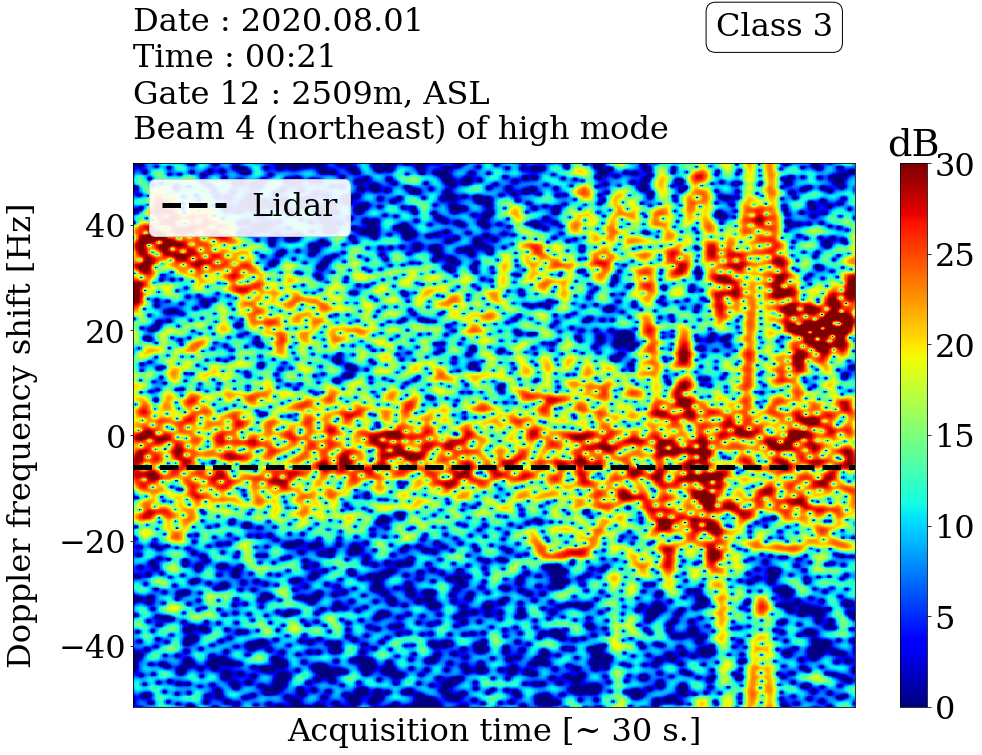 Date : 2020.08.01
Time : 00:21
Gate 12 : 2509m, ASL
Beam 4 (northeast) of high mode
Class 3
dB
Lidar
Doppler frequency shift [Hz]
40
20
0
−20
−40
30
25
20
15
10
5
0
Acquisition time [~ 30 s.]